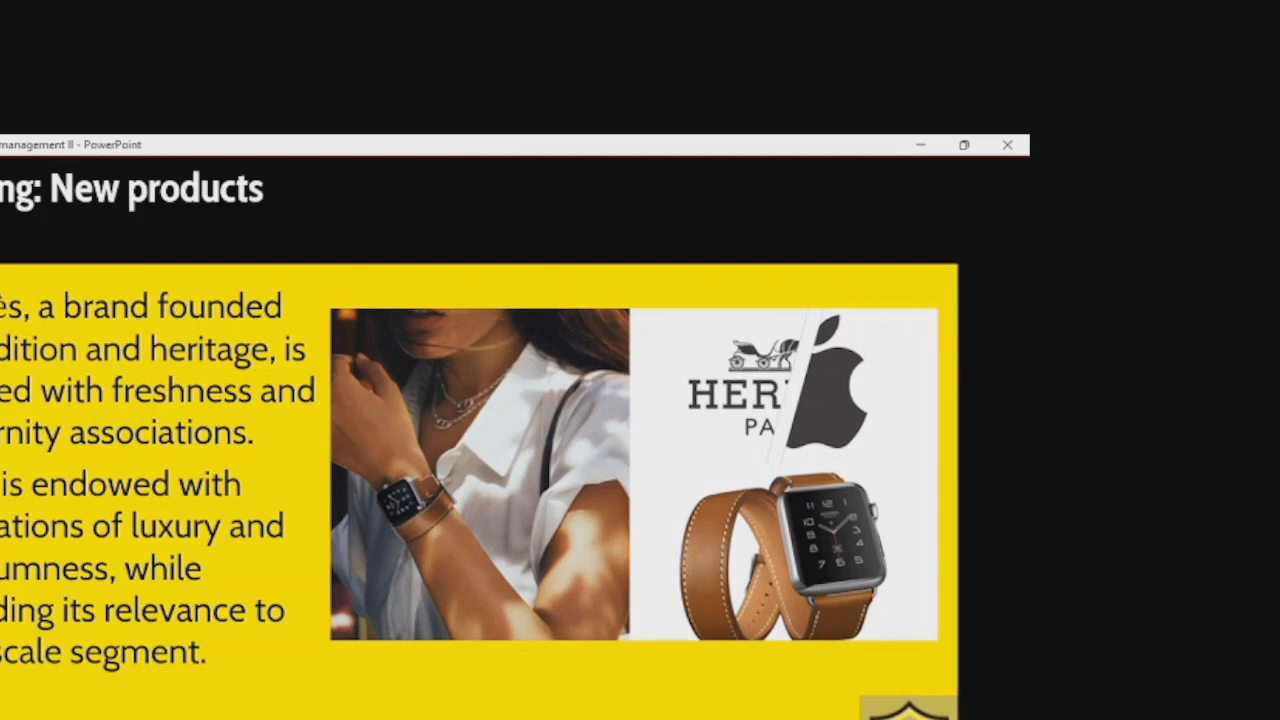 management II - PowerPoint
ng: New products
ès, a brand founded
dition and heritage, is
ed with freshness and
rnity associations.
is endowed with
ations of luxury and
umness, while
ding its relevance to
scale segment.
HER
PA